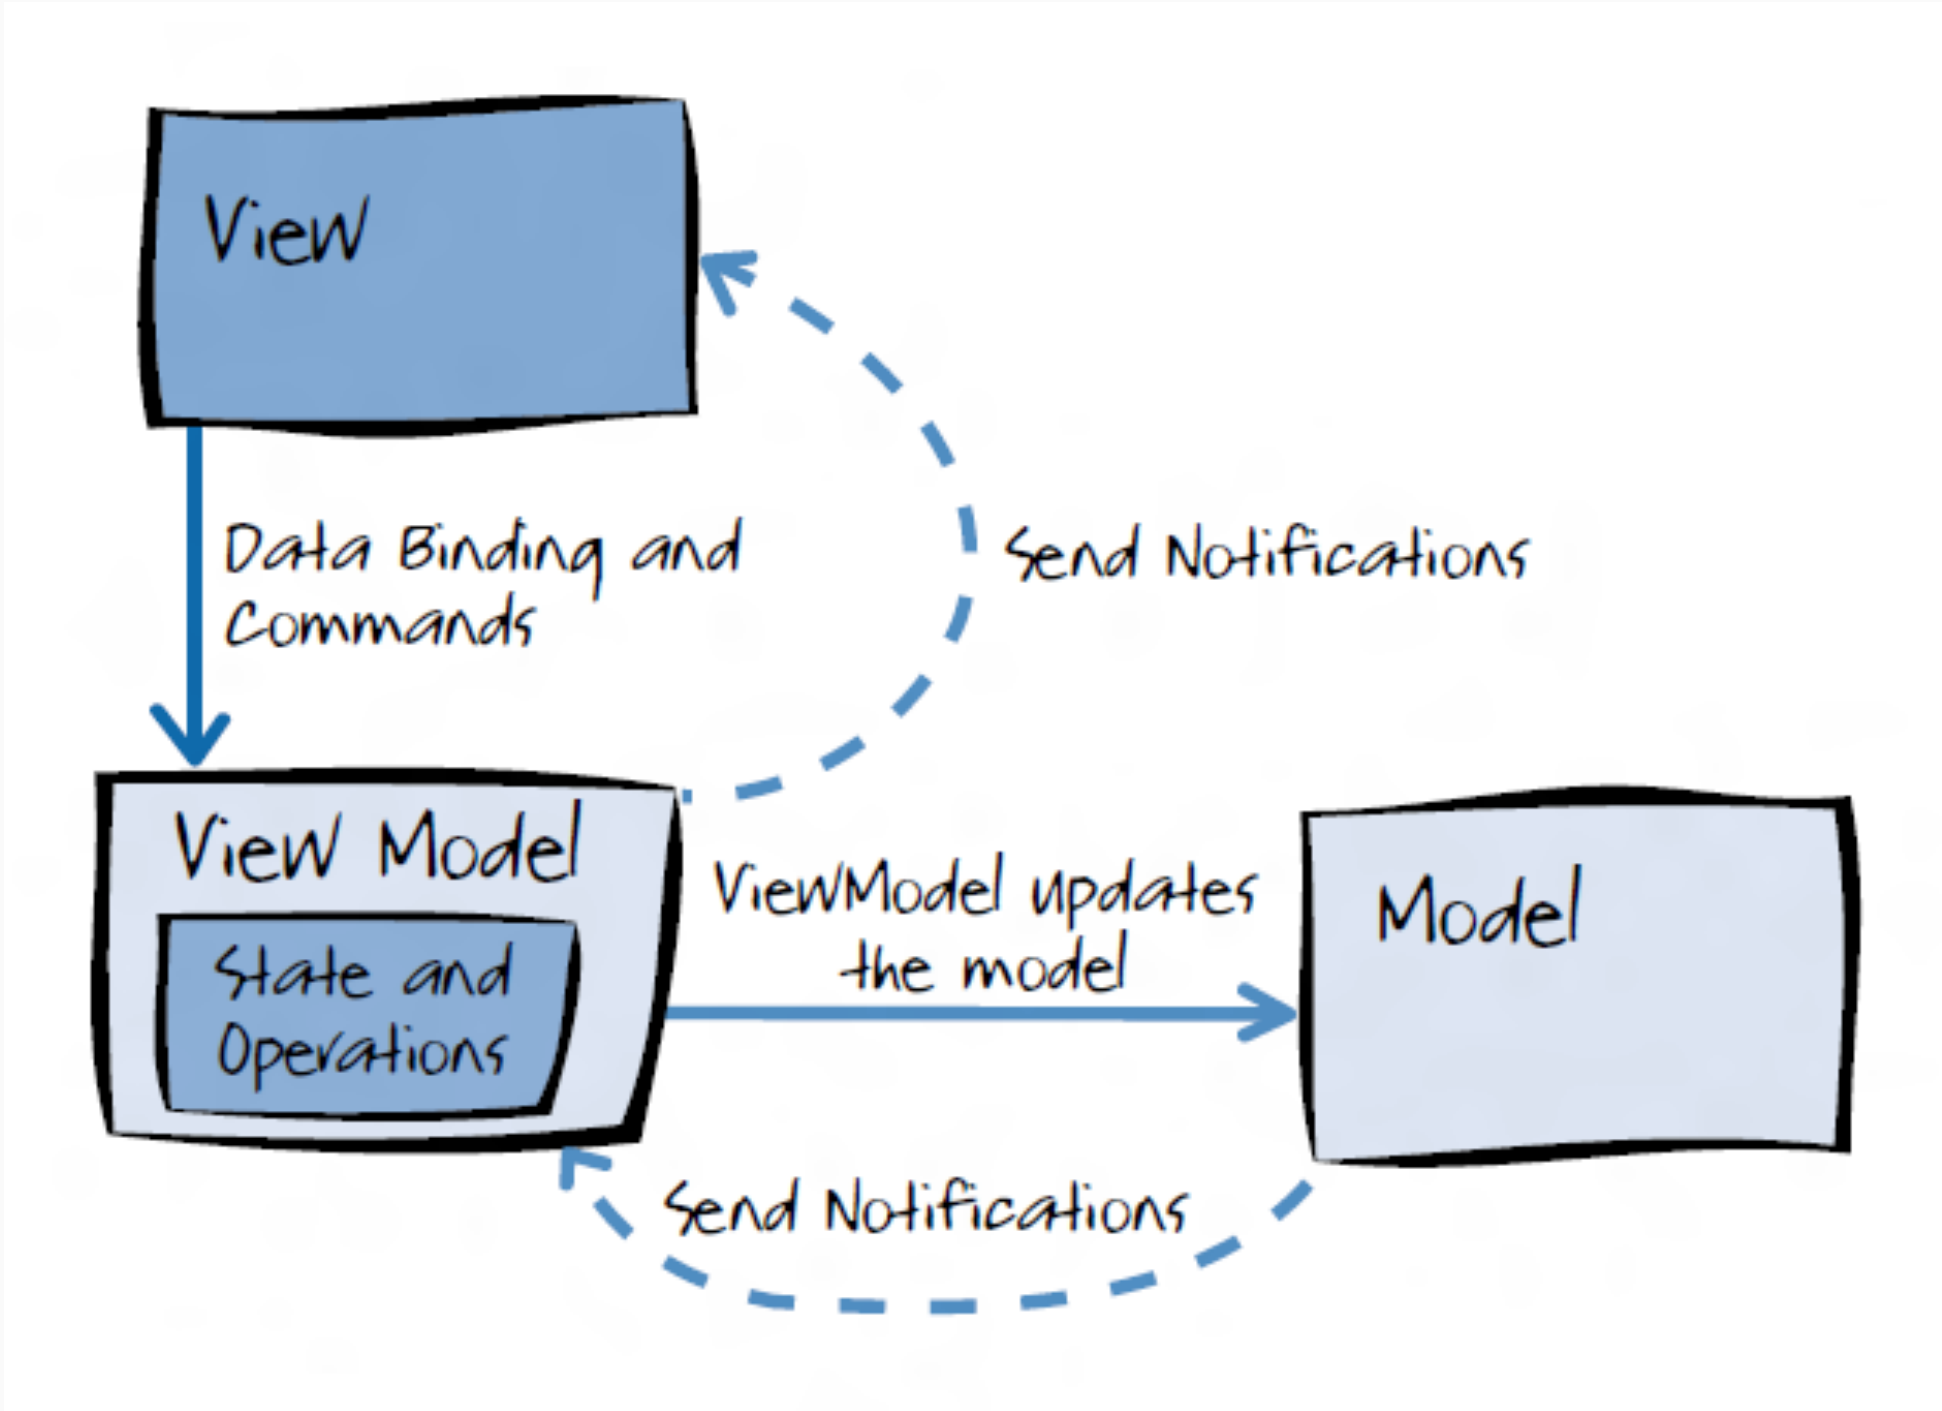 View
Data Binding and
Commands
Send Notifications
View Model
State and
Operations
ViewModel updates
the model
Model
Send Notifications